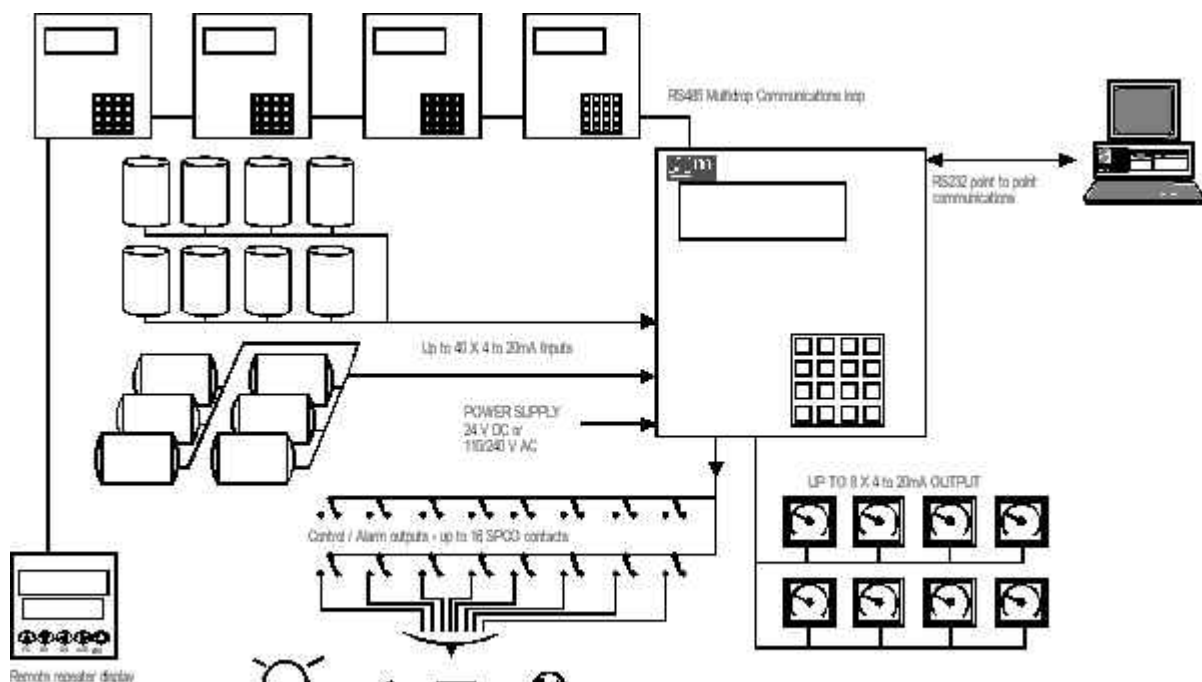 RS485 Multidrop Communications loop
RS232 point to point
communications
Up to 40 X 4 to 20mA Inputs
POWER SUPPLY
24 V DC or
110/240 V AC
UP TO 8 X 4 to 20mA OUTPUT
Control / Alarm outputs - up to 16 SPCO contacts
Remote repeater display